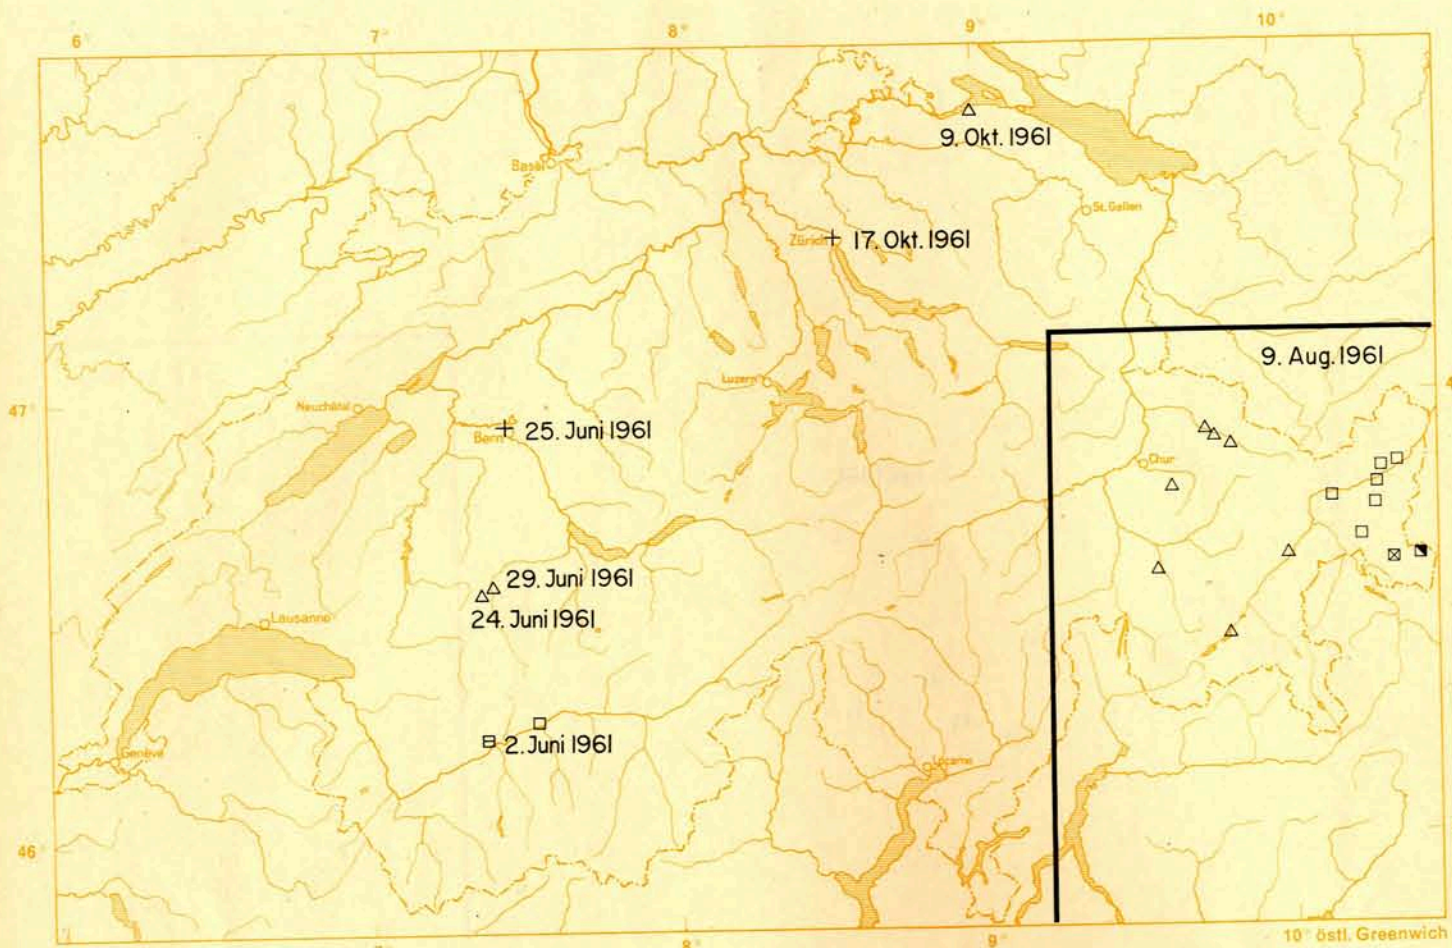 6°
7°
8°
9°
10°
9. Okt. 1961
Basel
St. Gallen
Zürich
17. Okt. 1961
9. Aug. 1961
Luzern
4
47°
Neuchâtel
Bern
25. Juni 1961
Chur
29. Juni 1961
24. Juni 1961
Lausanne
2. Juni 1961
Genève
Locarno
46°
8°
9°
10° östl. Greenwich